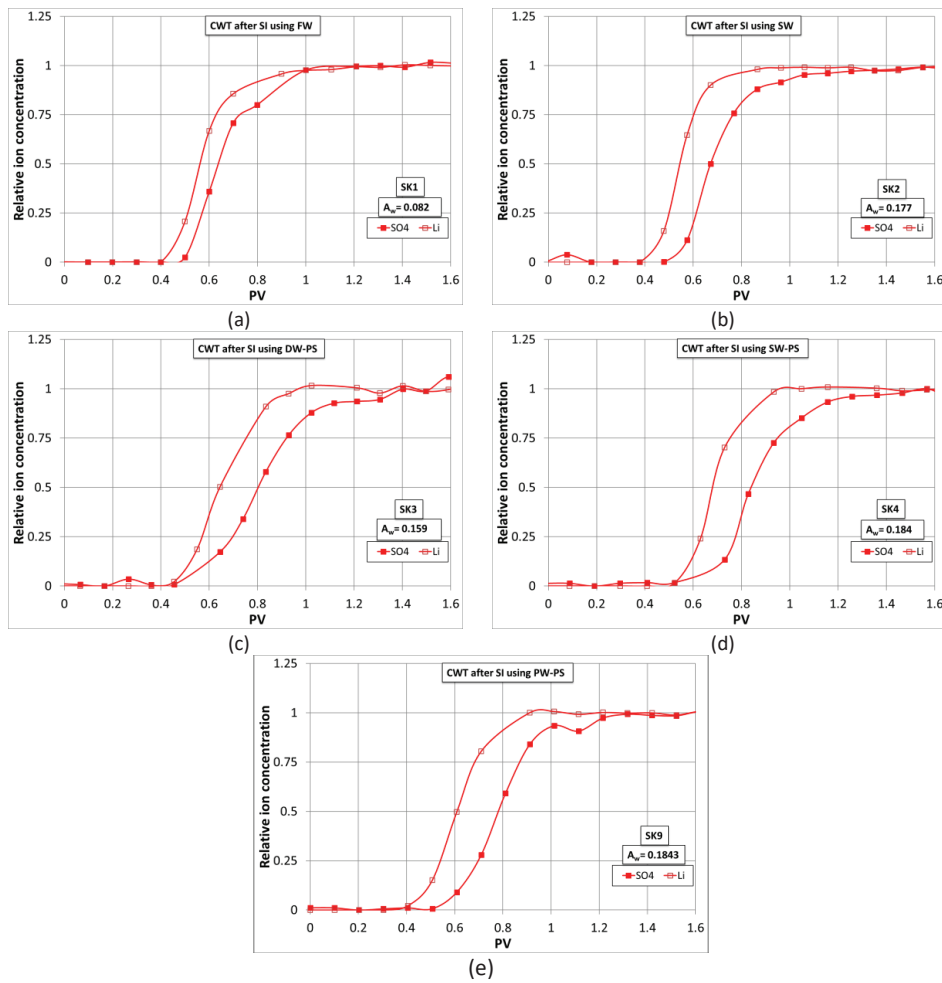 CWT after SI using FW
Relative ion concentration
1.25
1
0.75
0.5
0.25
0
SK1
Aw= 0.082
SO4 Li
0 0.2 0.4 0.6 0.8 1 1.2 1.4 1.6
PV
(a)
CWT after SI using SW
Relative ion concentration
1.25
1
0.75
0.5
0.25
0
SK2
Aw= 0.177
SO4 Li
0 0.2 0.4 0.6 0.8 1 1.2 1.4 1.6
PV
(b)
CWT after SI using DW-PS
Relative ion concentration
1.25
1
0.75
0.5
0.25
0
SK3
Aw= 0.159
SO4 Li
0 0.2 0.4 0.6 0.8 1 1.2 1.4 1.6
PV
(c)
CWT after SI using SW-PS
Relative ion concentration
1.25
1
0.75
0.5
0.25
0
SK4
Aw= 0.184
SO4 Li
0 0.2 0.4 0.6 0.8 1 1.2 1.4 1.6
PV
(d)
CWT after SI using PW-PS
Relative ion concentration
1.25
1
0.75
0.5
0.25
0
SK9
Aw= 0.1843
SO4 Li
0 0.2 0.4 0.6 0.8 1 1.2 1.4 1.6
PV
(e)